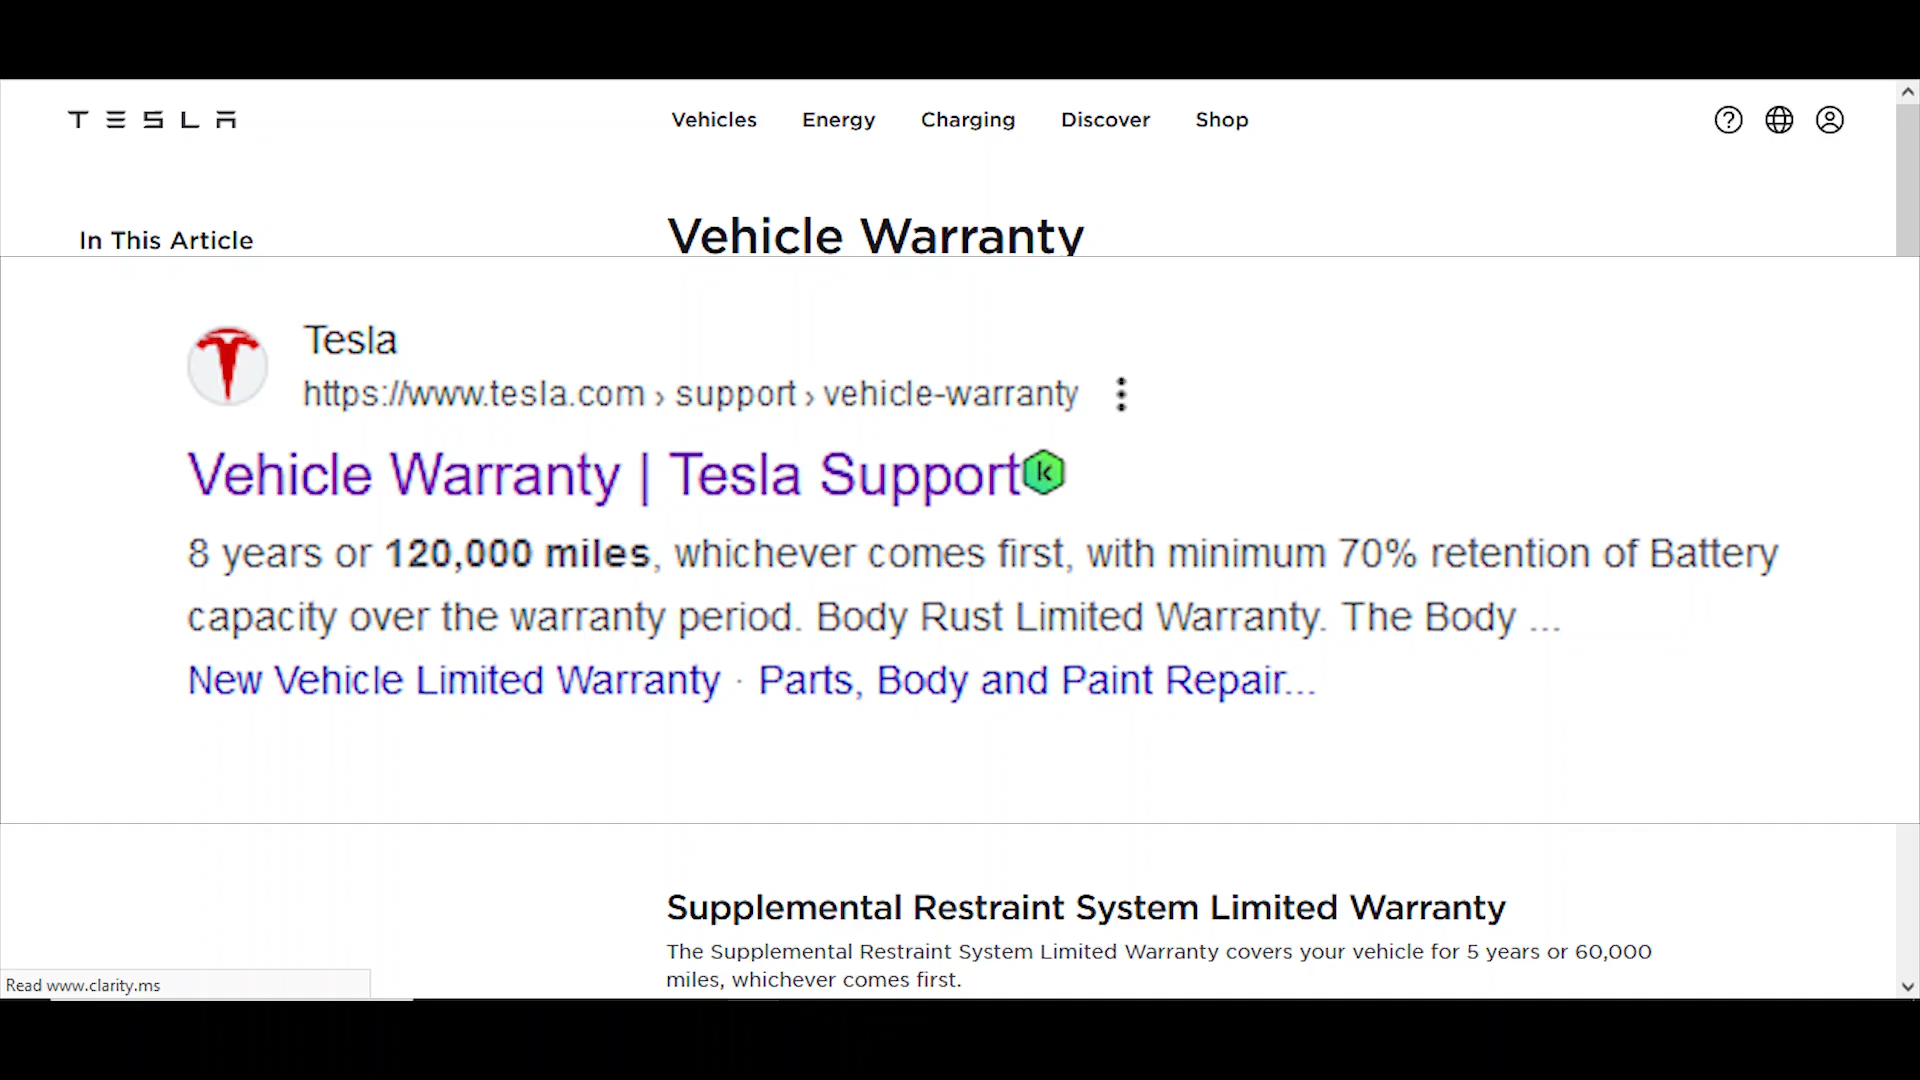 TESLA
Vehicles Energy Charging Discover Shop
In This Article
Vehicle Warranty
Tesla
https://www.tesla.com › support › vehicle-warranty
Vehicle Warranty | Tesla Support
k
8 years or 120,000 miles, whichever comes first, with minimum 70% retention of Battery
capacity over the warranty period. Body Rust Limited Warranty. The Body ...
New Vehicle Limited Warranty · Parts, Body and Paint Repair...
Supplemental Restraint System Limited Warranty
The Supplemental Restraint System Limited Warranty covers your vehicle for 5 years or 60,000
miles, whichever comes first.
Read www.clarity.ms